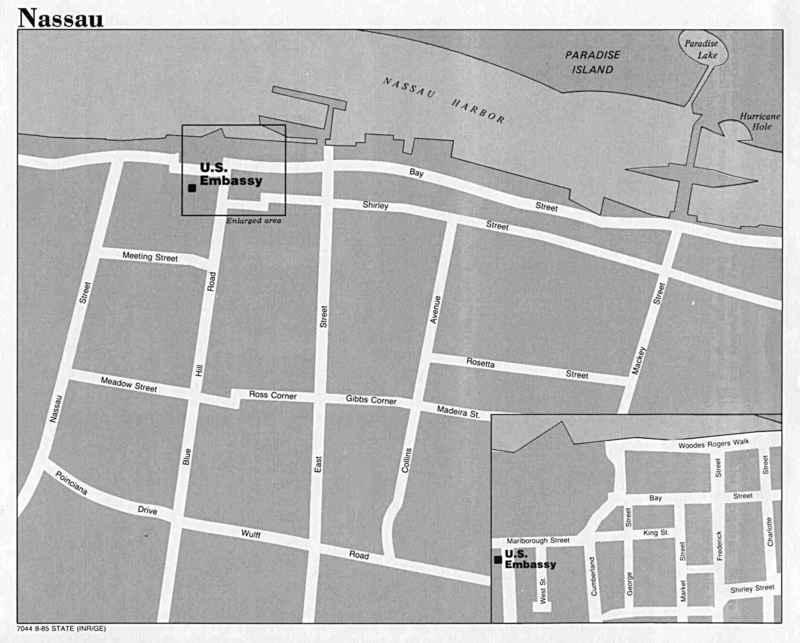 Nassau
Paradise
Lake
PARADISE
ISLAND
NASSAU HARBOR
Hurricane
Hole
U.S.
Embassy
Enlarged area
Bay
Street
Shirley
Street
Meeting Street
Street
Road
Street
Avenue
Street
Mackey
Rosetta
Street
Meadow Street
Hill
Ross Corner
Gibbs Corner
Madeira St.
Nassau
Blue
East
Collins
Poinciana
Drive
Wulff
Road
Woodes Rogers Walk
Street
Street
Bay
Street
Street
King St.
Marlborough Street
U.S.
Embassy
West St.
Cumberland
George
Market
Street
Frederick
Charlotte
Shirley Street
7044 8-85 STATE (INR/GE)